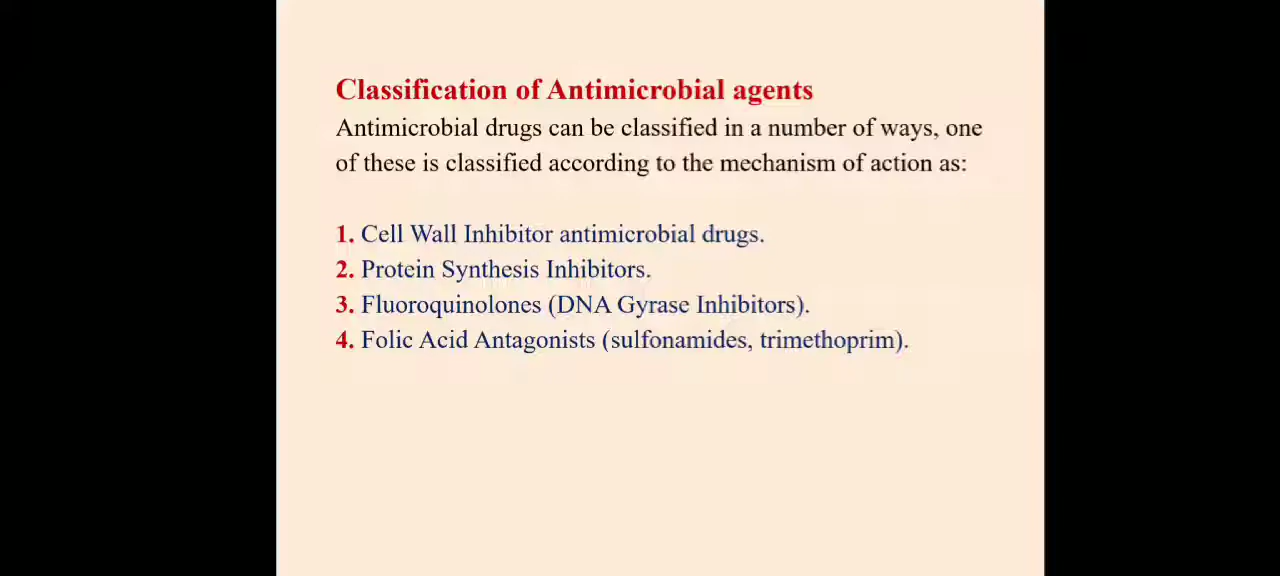 Classification of Antimicrobial agents
Antimicrobial drugs can be classified in a number of ways, one
of these is classified according to the mechanism of action as:
1. Cell Wall Inhibitor antimicrobial drugs.
2. Protein Synthesis Inhibitors.
3. Fluoroquinolones (DNA Gyrase Inhibitors).
4. Folic Acid Antagonists (sulfonamides, trimethoprim).